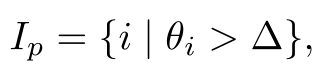 I_p = {i | θ_i > Δ},